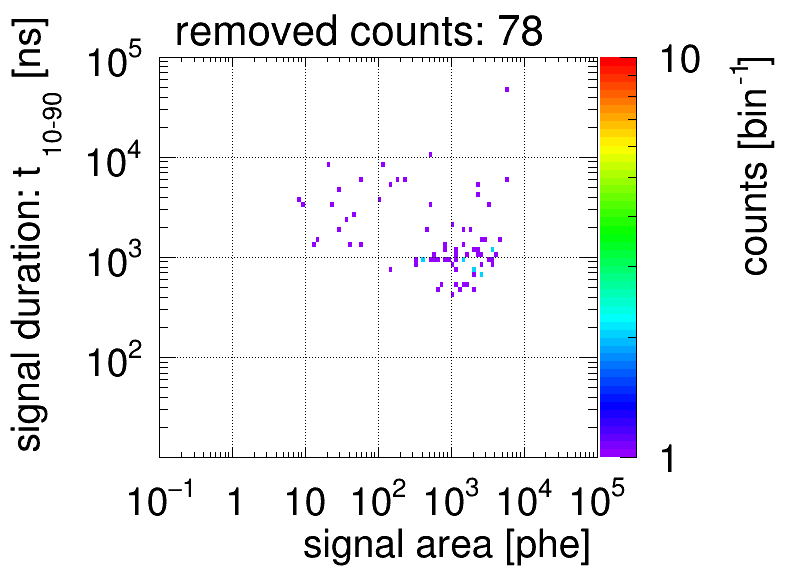 removed counts: 78
signal duration: t 10-90 [ns]
10^5
10^4
10^3
10^2
10^−1 1 10 10^2 10^3 10^4 10^5
signal area [phe]
10
1
counts [bin^-1]